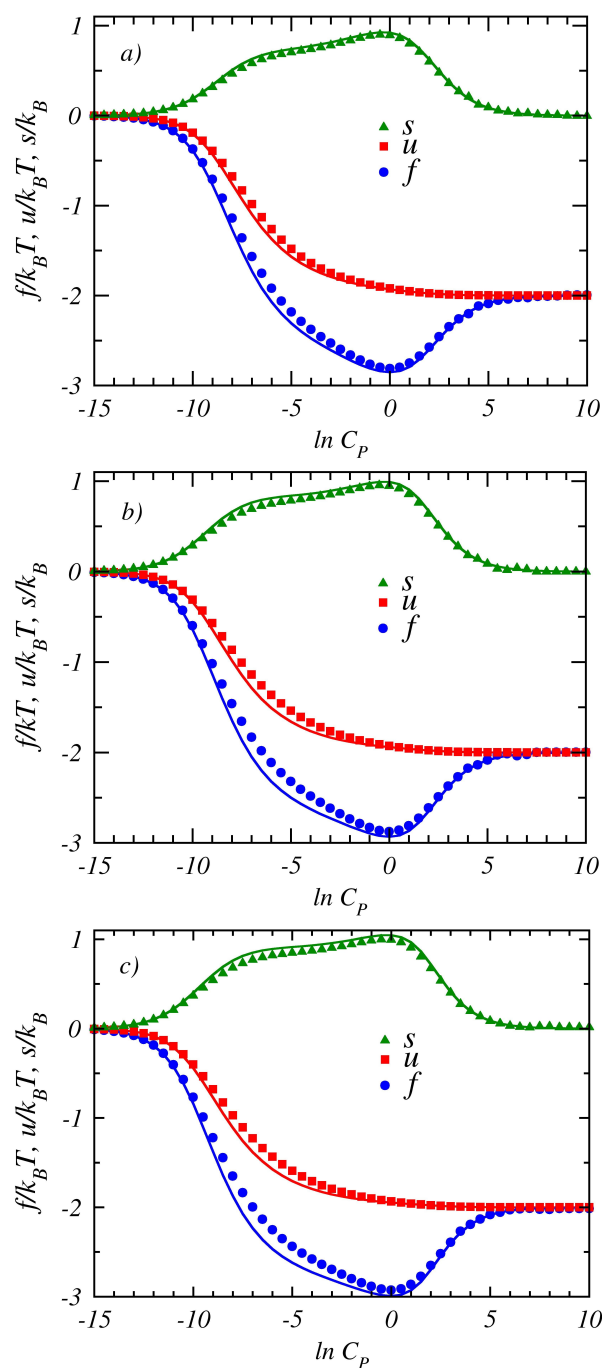 a)
1
0
-1
-2
-3
f/k_BT, u/k_BT, s/k_B
s
u
f
-15 -10 -5 0 5 10
ln C_P
b)
1
0
-1
-2
-3
f/kT, u/k_BT, s/k_B
s
u
f
-15 -10 -5 0 5 10
ln C_P
c)
1
0
-1
-2
-3
f/k_BT, u/k_BT, s/k_B
s
u
f
-15 -10 -5 0 5 10
ln C_P